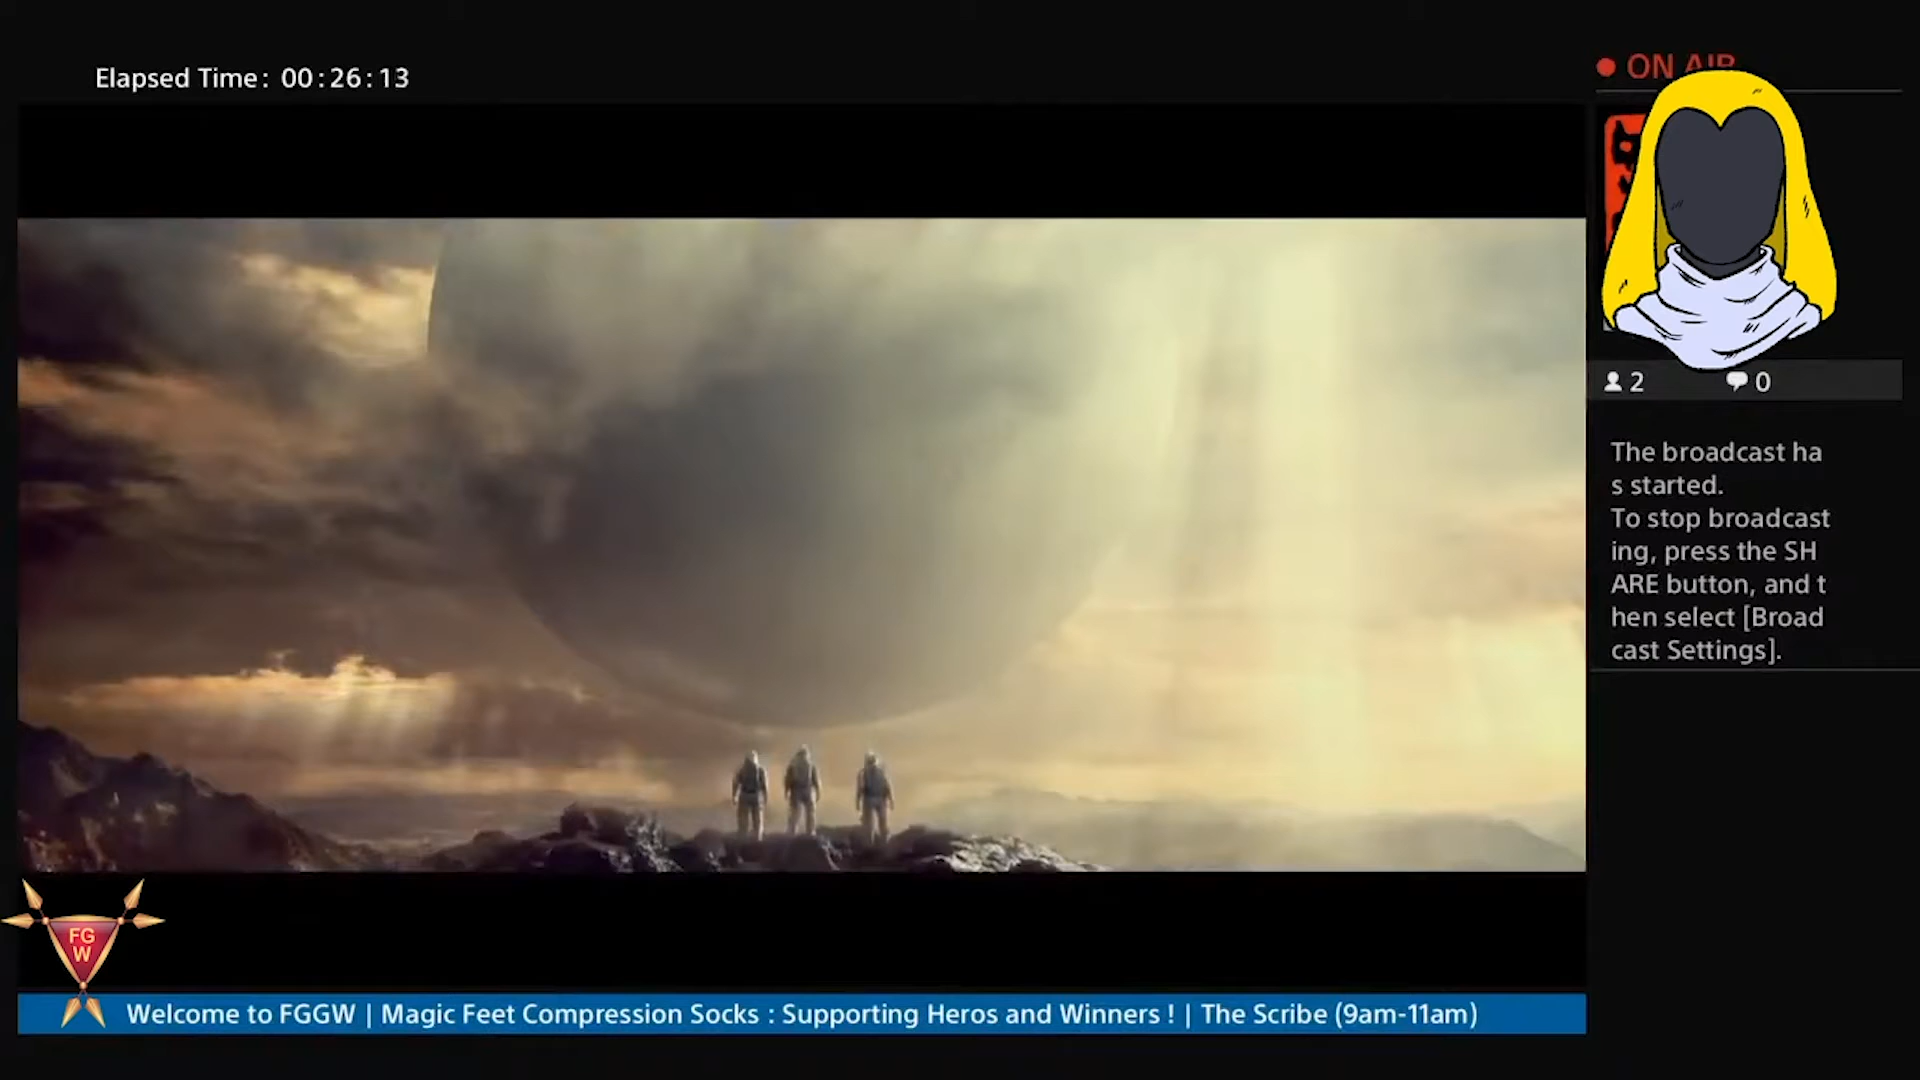 Elapsed Time: 00:26:13
ON AIR
2
0
The broadcast ha
s started.
To stop broadcast
ing, press the SH
ARE button, and t
hen select [Broad
cast Settings].
FG
W
Welcome to FGGW | Magic Feet Compression Socks : Supporting Heros and Winners ! | The Scribe (9am-11am)